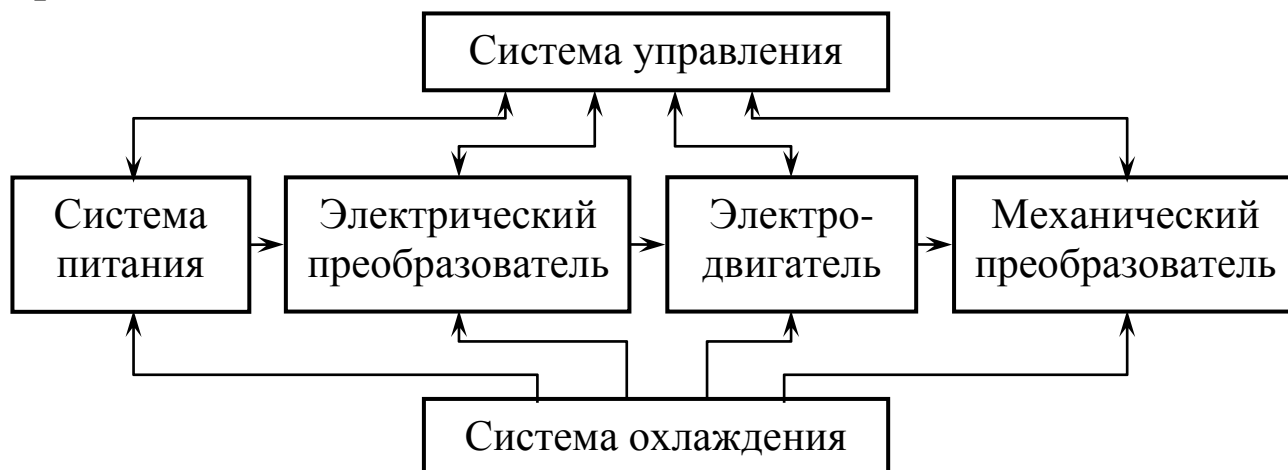 Система управления
Система
питания
Электрический
преобразователь
Электро-
двигатель
Механический
преобразователь
Система охлаждения